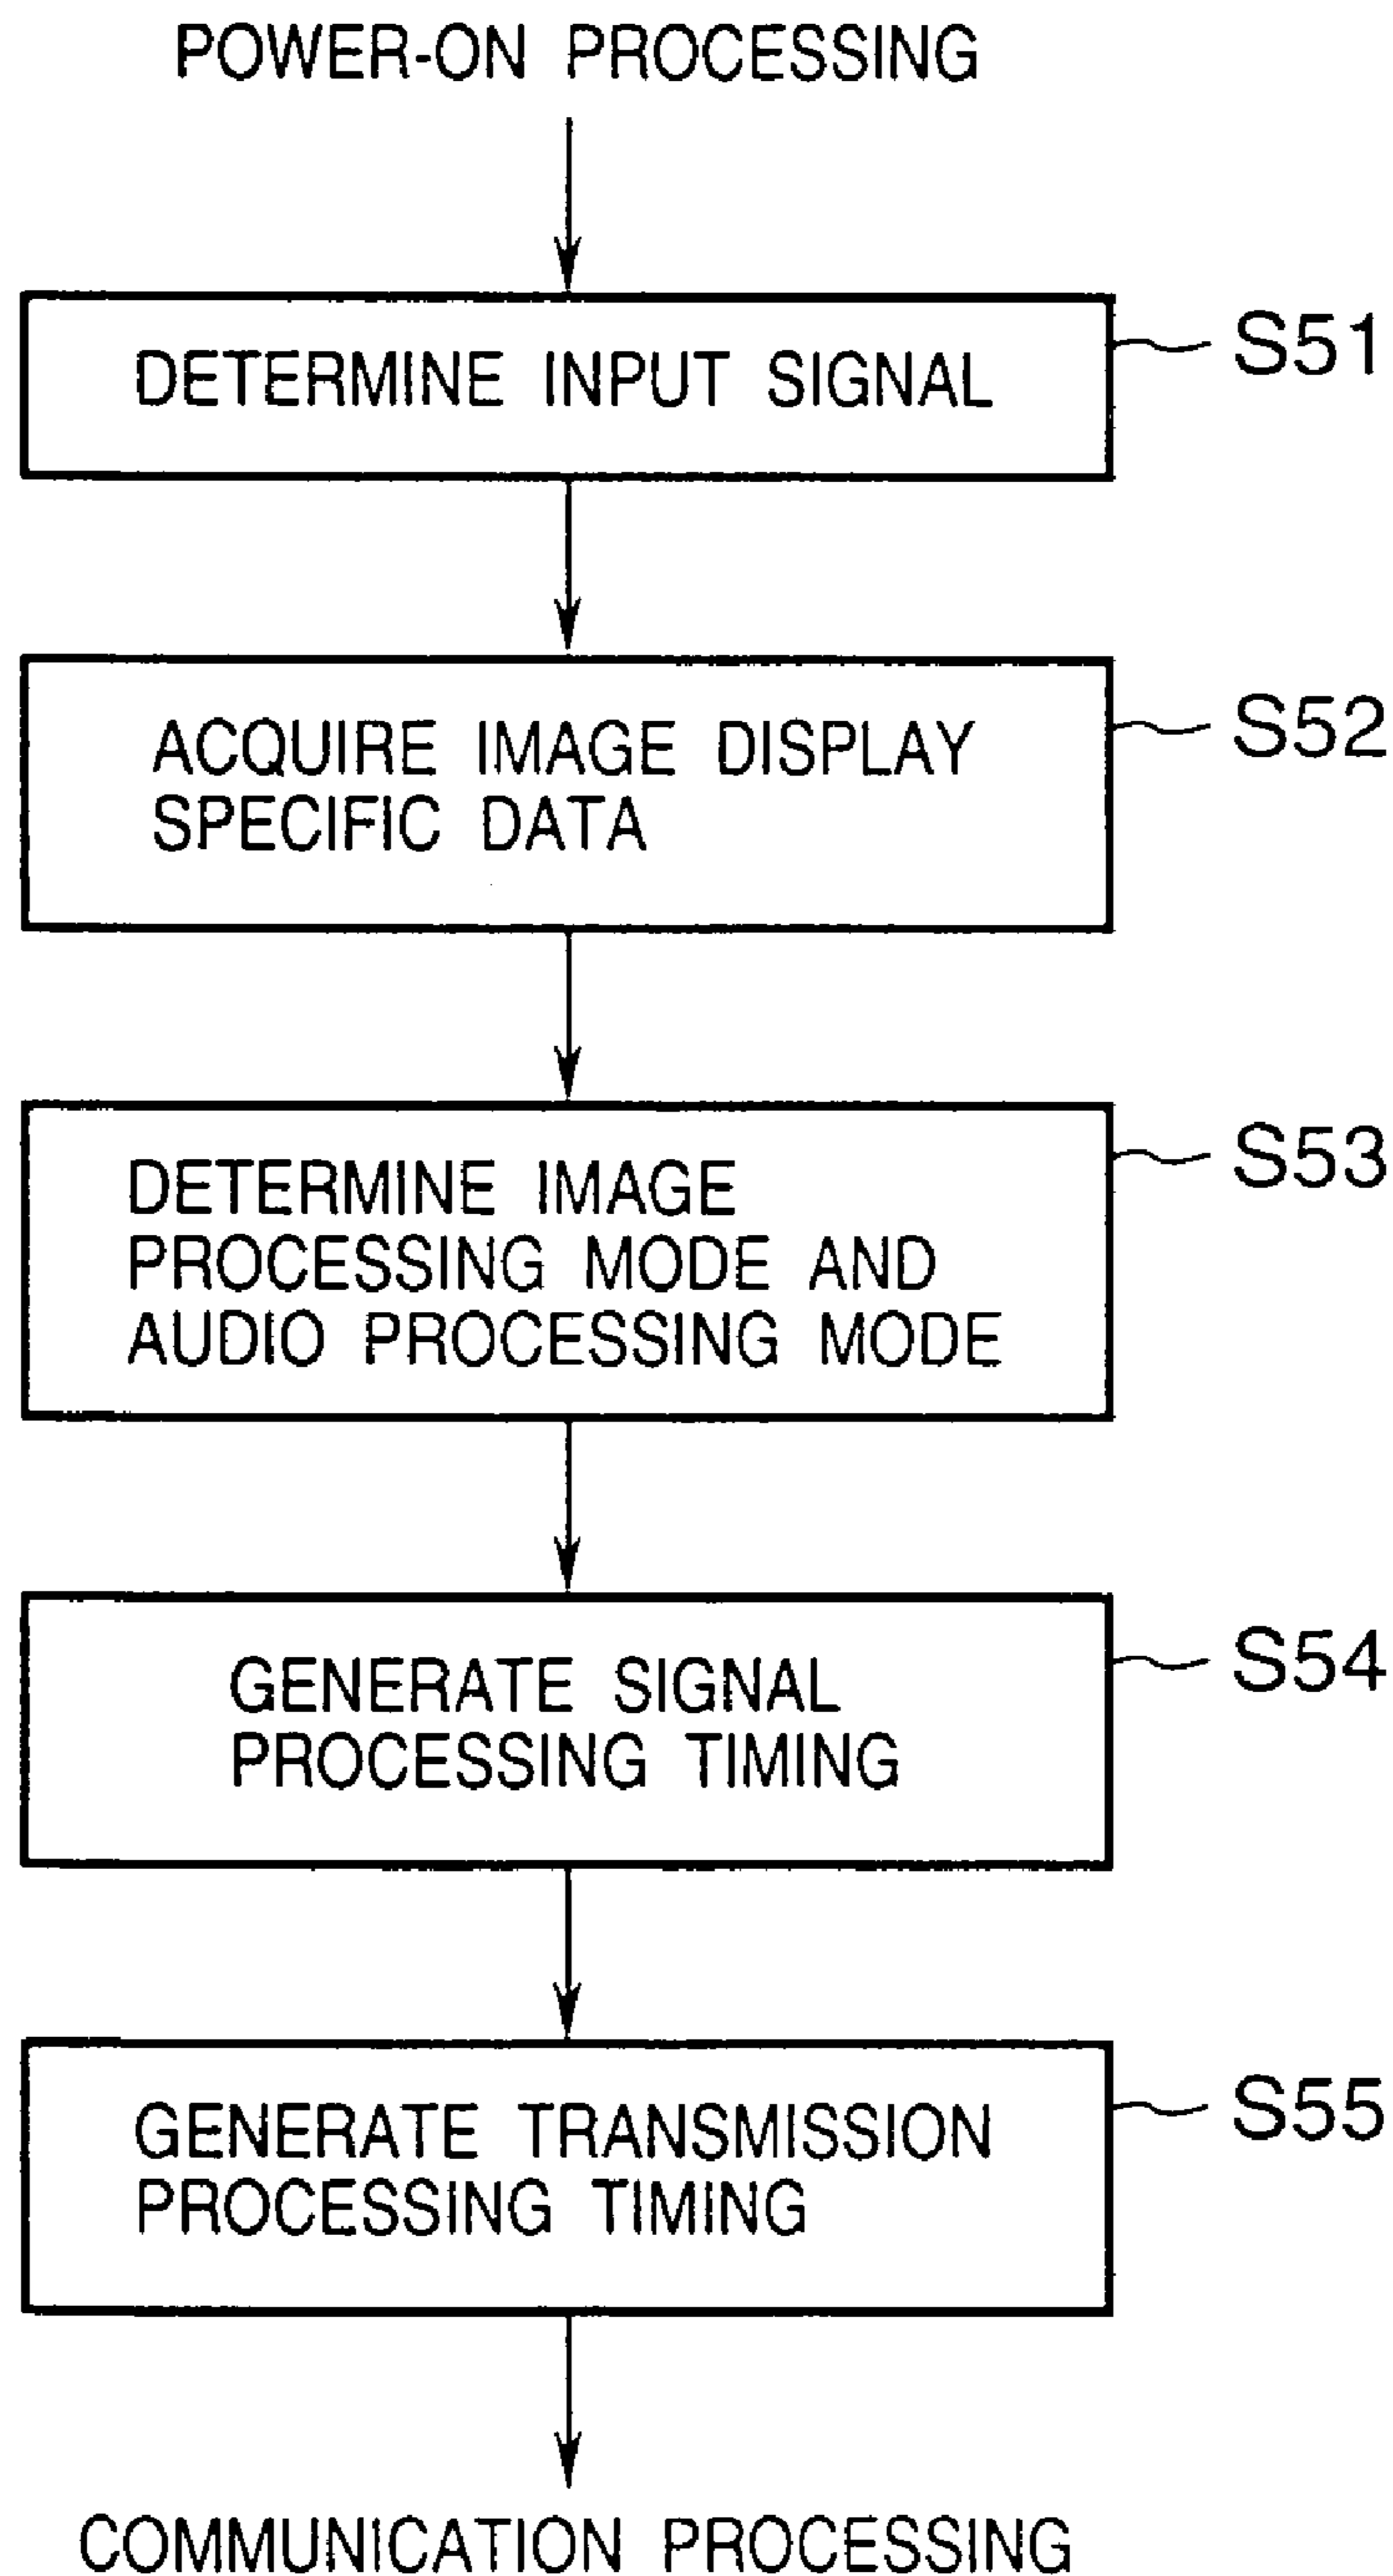 POWER-ON PROCESSING
DETERMINE INPUT SIGNAL
S51
ACQUIRE IMAGE DISPLAY
SPECIFIC DATA
S52
DETERMINE IMAGE
PROCESSING MODE AND
AUDIO PROCESSING MODE
S53
GENERATE SIGNAL
PROCESSING TIMING
S54
GENERATE TRANSMISSION
PROCESSING TIMING
S55
COMMUNICATION PROCESSING